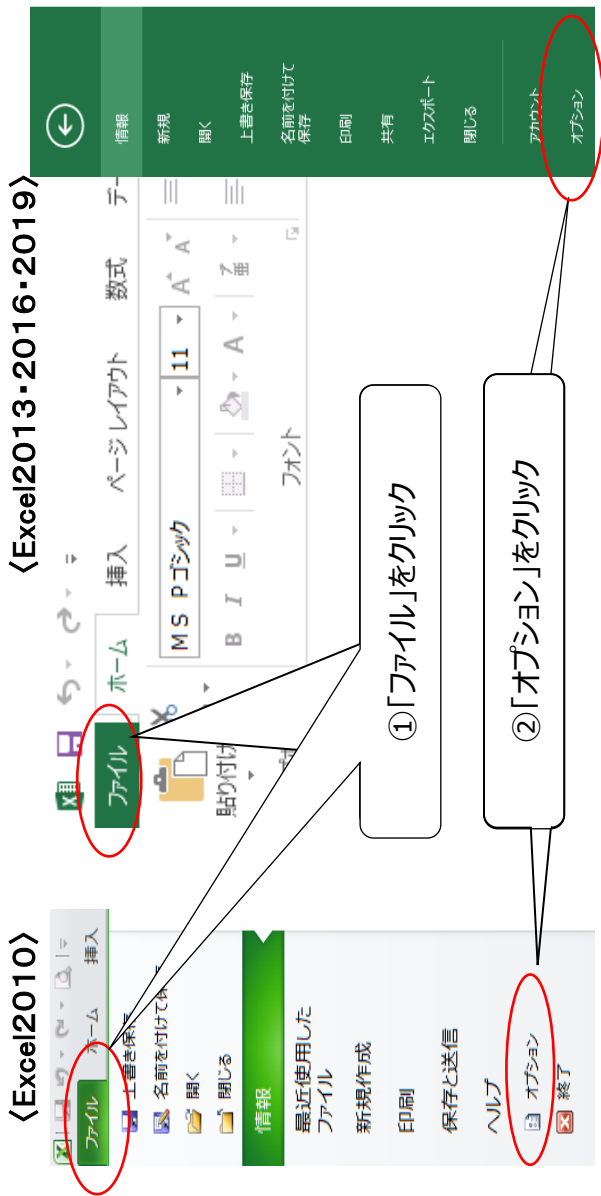 〈Excel2010〉
ファイル
ホーム
挿入
上書き保存
名前を付けて保
開く
閉じる
情報
最近使用した
ファイル
新規作成
印刷
保存と送信
ヘルプ
オプション
終了
〈Excel2013・2016・2019〉
ファイル
ホーム
挿入
ページ レイアウト
数式
デー
貼り付け
MS Pゴシック
11
A A
B I U
A
ア亜
フォント
情報
新規
開く
上書き保存
名前を付けて
保存
印刷
共有
エクスポート
閉じる
アカウント
オプション
①「ファイル」をクリック
②「オプション」をクリック